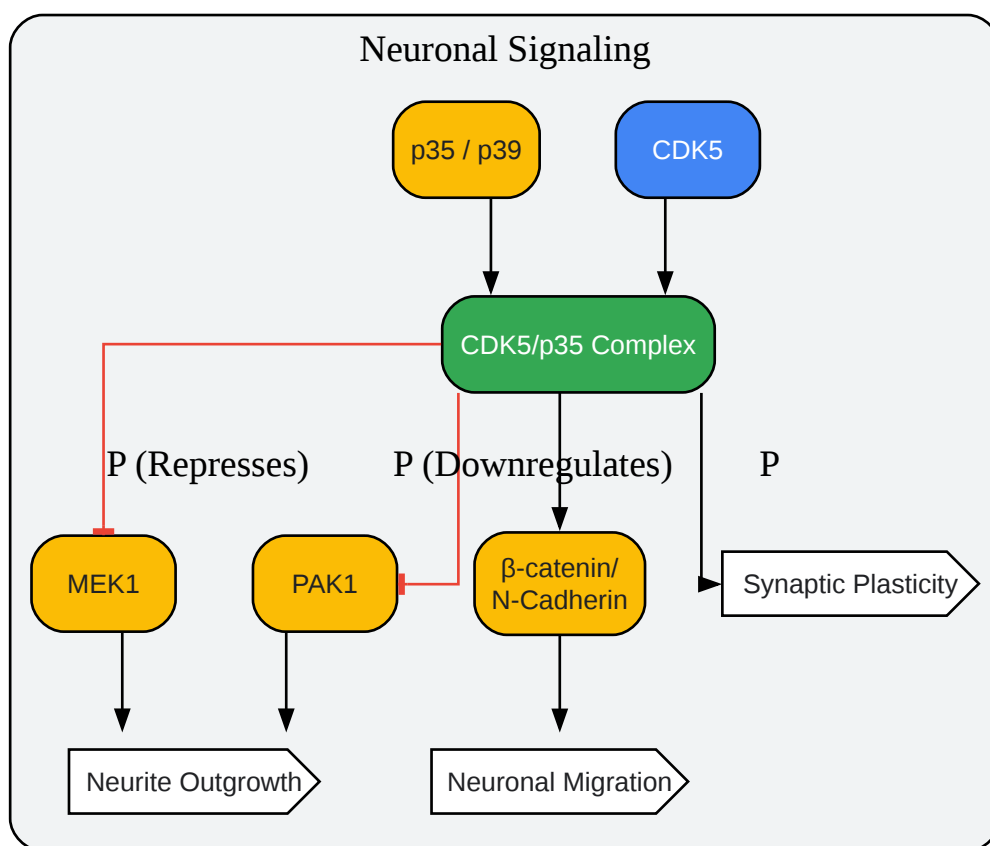 Neuronal Signaling
p35 / p39
CDK5
CDK5/p35 Complex
P (Represses)
P (Downregulates)
P
MEK1
PAK1
β-catenin/
N-Cadherin
Synaptic Plasticity
Neurite Outgrowth
Neuronal Migration